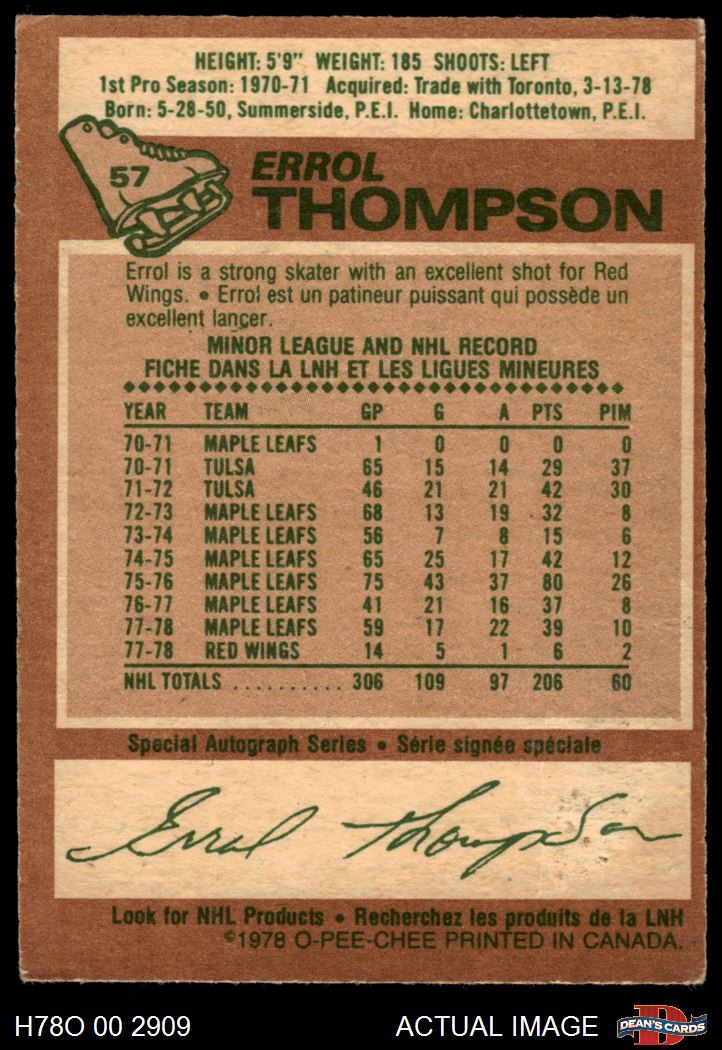 HEIGHT: 5'9" WEIGHT: 185 SHOOTS: LEFT
1st Pro Season: 1970-71 Acquired: Trade with Toronto, 3-13-78
Born: 5-28-50, Summerside, P.E.I. Home: Charlottetown, P.E.I.
57
ERROL
THOMPSON
Errol is a strong skater with an excellent shot for Red
Wings. • Errol est un patineur puissant qui possède un
excellent lancer.
MINOR LEAGUE AND NHL RECORD
FICHE DANS LA LNH ET LES LIGUES MINEURES
YEAR TEAM GP G A PTS PIM
70-71 MAPLE LEAFS 1 0 0 0 0
70-71 TULSA 65 15 14 29 37
71-72 TULSA 46 21 21 42 30
72-73 MAPLE LEAFS 68 13 19 32 8
73-74 MAPLE LEAFS 56 7 8 15 6
74-75 MAPLE LEAFS 65 25 17 42 12
75-76 MAPLE LEAFS 75 43 37 80 26
76-77 MAPLE LEAFS 41 21 16 37 8
77-78 MAPLE LEAFS 59 17 22 39 10
77-78 RED WINGS 14 5 1 6 2
NHL TOTALS .......... 306 109 97 206 60
Special Autograph Series • Série signée spéciale
Errol Thompson
Look for NHL Products • Recherchez les produits de la LNH
©1978 O-PEE-CHEE PRINTED IN CANADA.
H78O 00 2909 ACTUAL IMAGE D DEAN'S CARDS